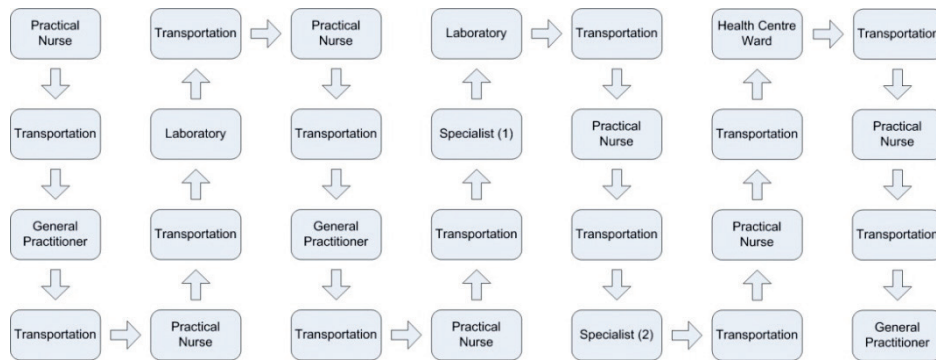 Practical
Nurse
Transportation
General
Practitioner
Transportation
Practical
Nurse
Transportation
Laboratory
Transportation
Practical
Nurse
Transportation
General
Practitioner
Transportation
Practical
Nurse
Transportation
Specialist (1)
Laboratory
Transportation
Practical
Nurse
Transportation
Specialist (2)
Transportation
Practical
Nurse
Transportation
Health Centre
Ward
Transportation
Practical
Nurse
Transportation
General
Practitioner